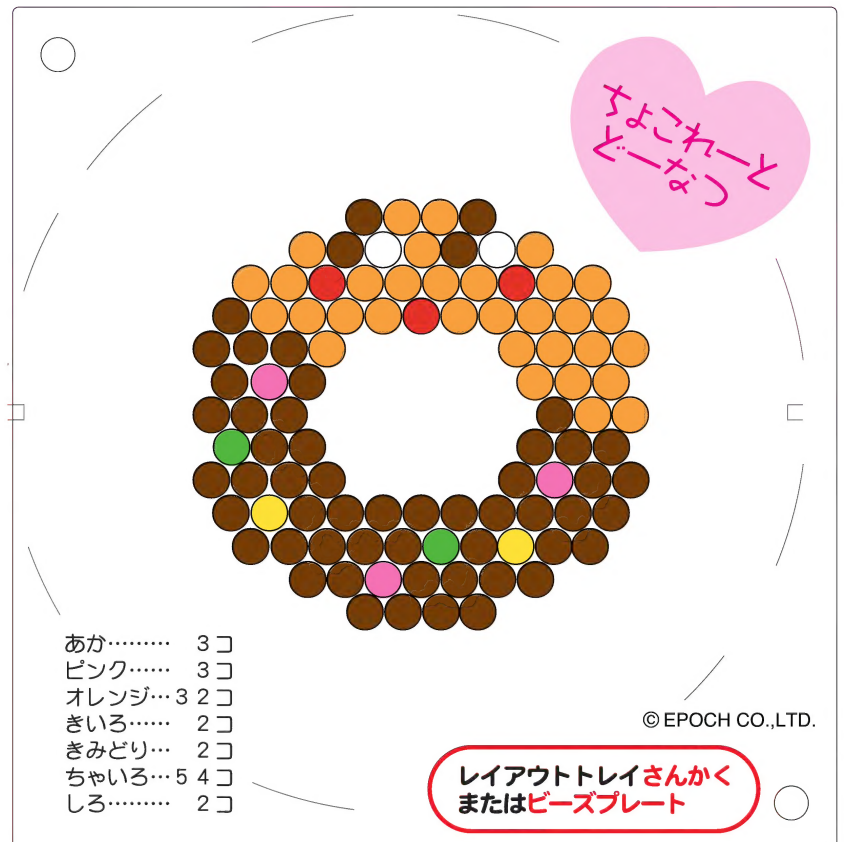 ちょこれーと
どーなつ
あか……… 3コ
ピンク…… 3コ
オレンジ…32コ
きいろ…… 2コ
きみどり… 2コ
ちゃいろ…54コ
しろ……… 2コ
© EPOCH CO.,LTD.
レイアウトトレイさんかく
またはビーズプレート